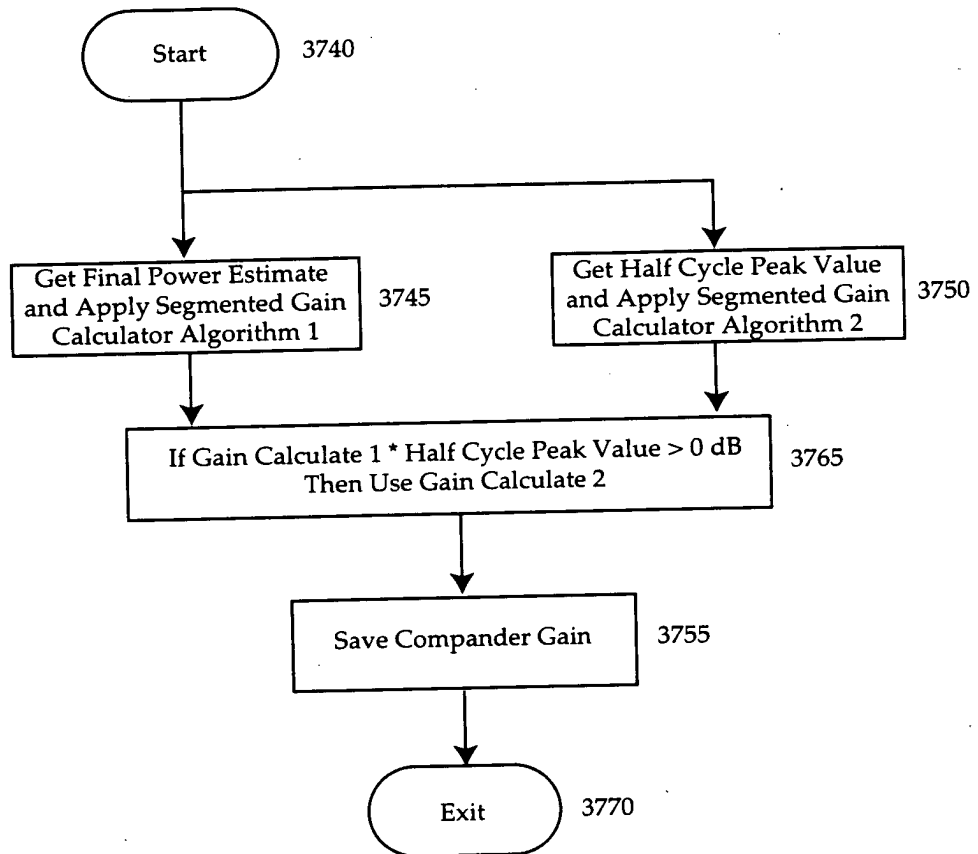 Start
3740
Get Final Power Estimate
and Apply Segmented Gain
Calculator Algorithm 1
3745
Get Half Cycle Peak Value
and Apply Segmented Gain
Calculator Algorithm 2
3750
If Gain Calculate 1 * Half Cycle Peak Value > 0 dB
Then Use Gain Calculate 2
3765
Save Compander Gain
3755
Exit
3770